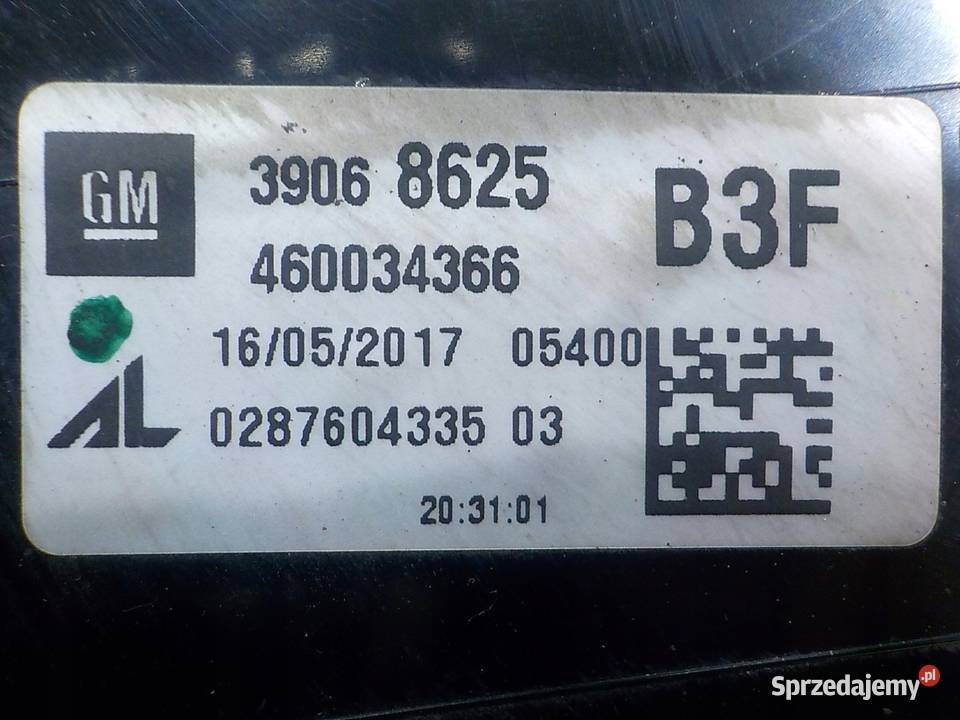 GM
3906 8625
B3F
460034366
16/05/2017 05400
AL
0287604335 03
20:31:01
Sprzedajemy.pl